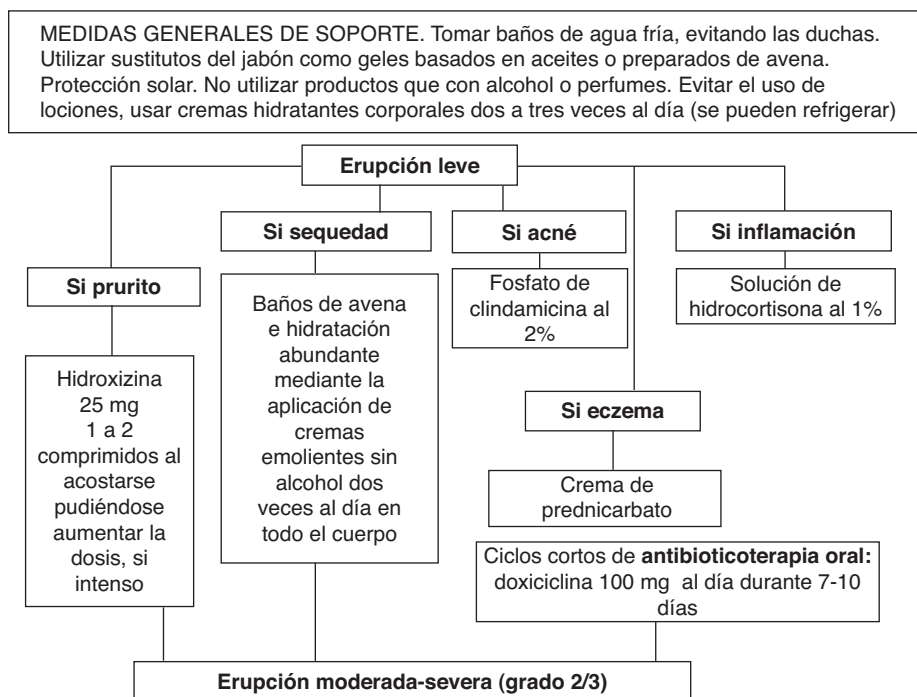 MEDIDAS GENERALES DE SOPORTE. Tomar baños de agua fría, evitando las duchas.
Utilizar sustitutos del jabón como geles basados en aceites o preparados de avena.
Protección solar. No utilizar productos que con alcohol o perfumes. Evitar el uso de
lociones, usar cremas hidratantes corporales dos a tres veces al día (se pueden refrigerar)
Erupción leve
Si prurito
Hidroxizina
25 mg
1 a 2
comprimidos al
acostarse
pudiéndose
aumentar la
dosis, si
intenso
Si sequedad
Baños de avena
e hidratación
abundante
mediante la
aplicación de
cremas
emolientes sin
alcohol dos
veces al día en
todo el cuerpo
Si acné
Fosfato de
clindamicina al
2%
Si inflamación
Solución de
hidrocortisona al 1%
Si eczema
Crema de
prednicarbato
Ciclos cortos de antibioticoterapia oral:
doxiciclina 100 mg al día durante 7-10
días
Erupción moderada-severa (grado 2/3)